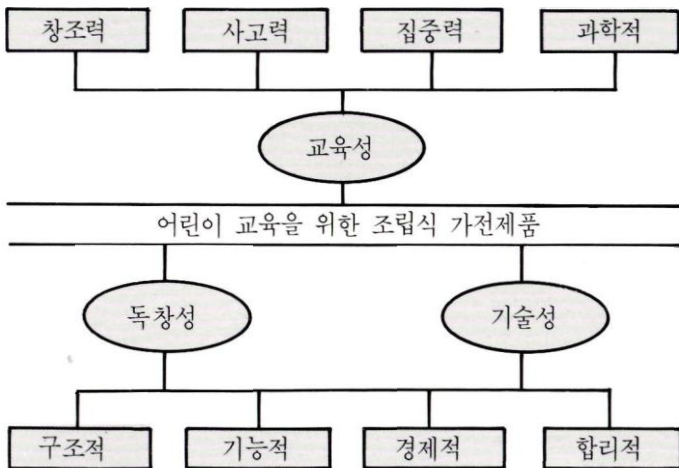 창조력 사고력 집중력 과학적
교육성
어린이 교육을 위한 조립식 가전제품
독창성 기술성
구조적 기능적 경제적 합리적